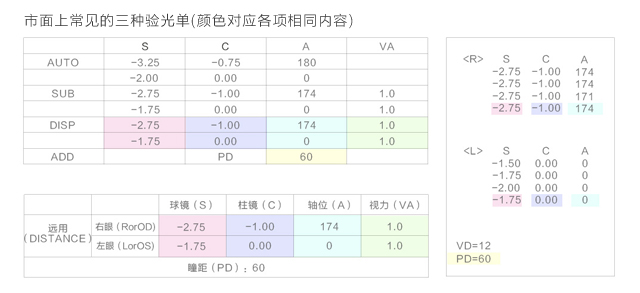 市面上常见的三种验光单(颜色对应各项相同内容)
S C A VA
AUTO −3.25 −0.75 180
−2.00 0.00 0
SUB −2.75 −1.00 174 1.0
−1.75 0.00 0 1.0
DISP −2.75 −1.00 174 1.0
−1.75 0.00 0 1.0
ADD PD 60
球镜(S) 柱镜(C) 轴位(A) 视力(VA)
远用(DISTANCE) 右眼(RorOD) −2.75 −1.00 174 1.0
左眼(LorOS) −1.75 0.00 0 1.0
瞳距(PD):60
<R> S C A
−2.75 −1.00 174
−2.75 −1.00 174
−2.75 −1.00 171
−2.75 −1.00 174
<L> S C A
−1.50 0.00 0
−1.75 0.00 0
−2.00 0.00 0
−1.75 0.00 0
VD=12
PD=60